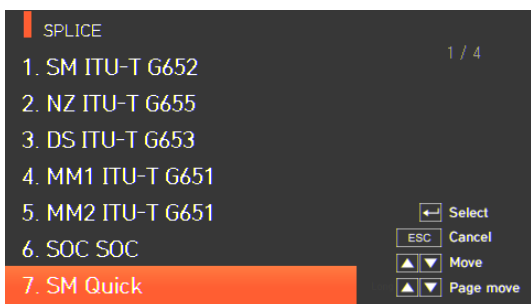 SPLICE
1 / 4
1. SM ITU-T G652
2. NZ ITU-T G655
3. DS ITU-T G653
4. MM1 ITU-T G651
5. MM2 ITU-T G651
6. SOC SOC
7. SM Quick
Select
ESC Cancel
Move
Page move